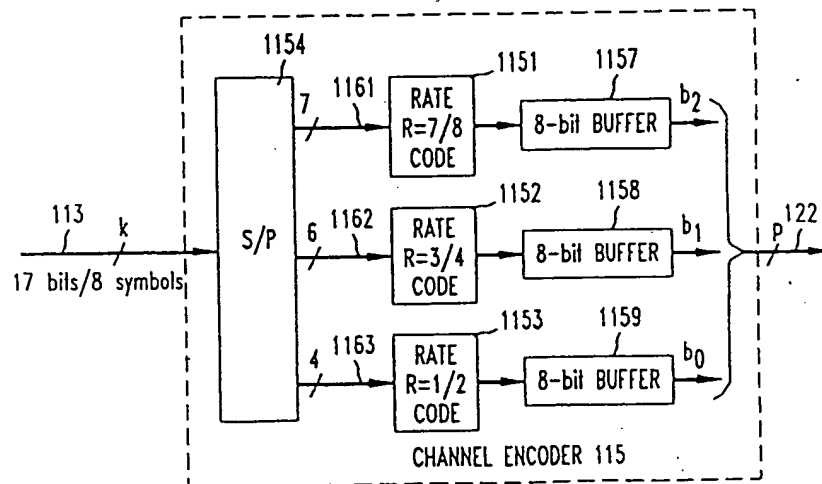 1154
7
1161
1151
RATE
R=7/8
CODE
1157
8-bit BUFFER
b2
113
k
17 bits/8 symbols
S/P
6
1162
1152
RATE
R=3/4
CODE
1158
8-bit BUFFER
b1
p
122
4
1163
1153
RATE
R=1/2
CODE
1159
8-bit BUFFER
b0
CHANNEL ENCODER 115